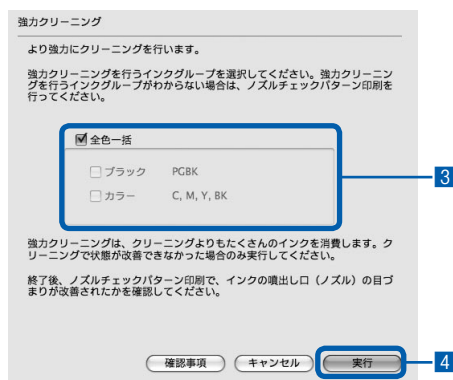 強力クリーニング
より強力にクリーニングを行います。
強力クリーニングを行うインクグループを選択してください。強力クリーニン
グを行うインクグループがわからない場合は、ノズルチェックパターン印刷を
行ってください。
全色一括
ブラック PGBK
カラー C, M, Y, BK
3
強力クリーニングは、クリーニングよりもたくさんのインクを消費します。ク
リーニングで状態が改善できなかった場合のみ実行してください。
終了後、ノズルチェックパターン印刷で、インクの噴出し口（ノズル）の目づ
まりが改善されたかを確認してください。
確認事項 キャンセル 実行 4